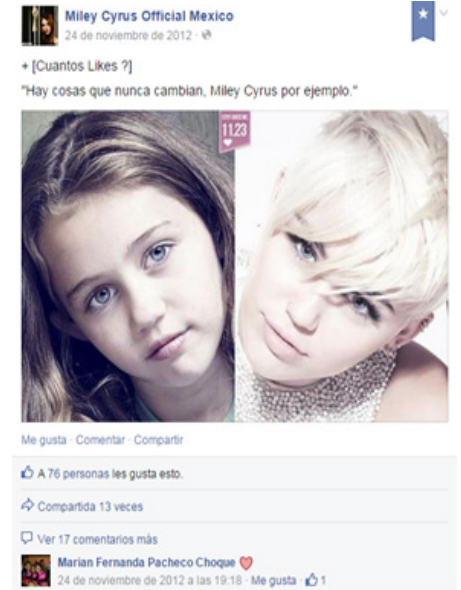 Miley Cyrus Official Mexico
24 de noviembre de 2012 ·
+ [Cuantos Likes ?]
"Hay cosas que nunca cambian, Miley Cyrus por ejemplo."
11.23
Me gusta · Comentar · Compartir
A 76 personas les gusta esto.
Compartida 13 veces
Ver 17 comentarios más
Marian Fernanda Pacheco Choque
24 de noviembre de 2012 a las 19:18 · Me gusta · 1